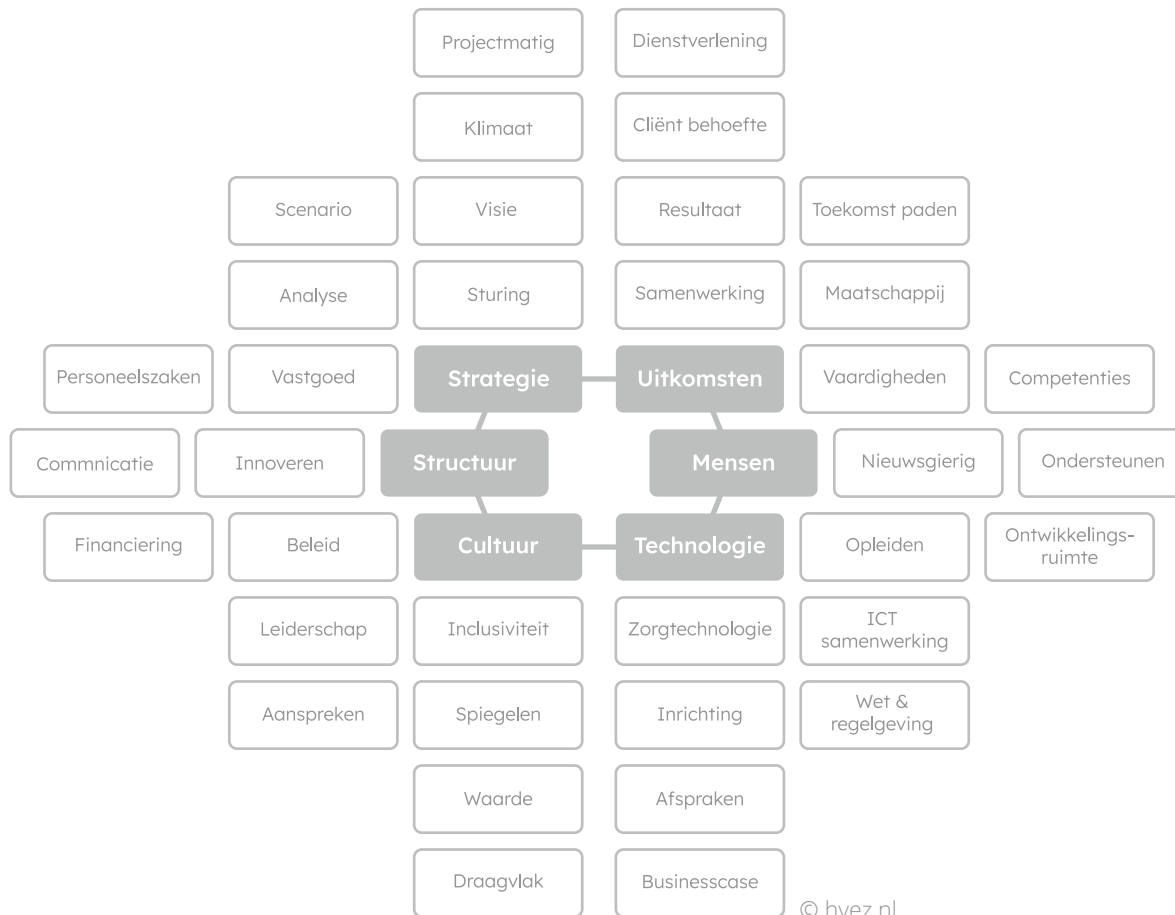 Projectmatig
Dienstverlening
Klimaat
Cliënt behoefte
Scenario
Visie
Resultaat
Toekomst paden
Analyse
Sturing
Samenwerking
Maatschappij
Personeelszaken
Vastgoed
Strategie
Uitkomsten
Vaardigheden
Competenties
Commnicatie
Innoveren
Structuur
Mensen
Nieuwsgierig
Ondersteunen
Financiering
Beleid
Cultuur
Technologie
Opleiden
Ontwikkelings-
ruimte
Leiderschap
Inclusiviteit
Zorgtechnologie
ICT
samenwerking
Aanspreken
Spiegelen
Inrichting
Wet &
regelgeving
Waarde
Afspraken
Draagvlak
Businesscase
© hvez.nl